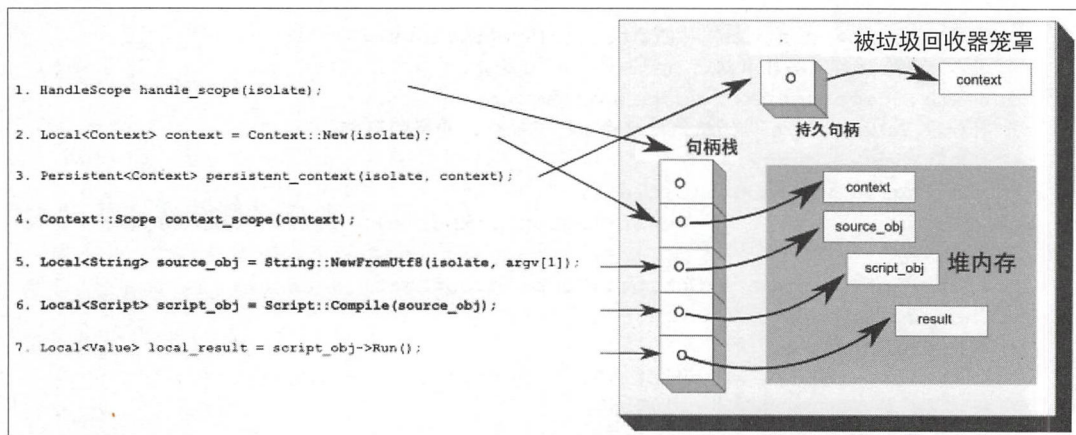 被垃圾回收器笼罩
context
持久句柄
1. HandleScope handle_scope(isolate);
2. Local<Context> context = Context::New(isolate);
3. Persistent<Context> persistent_context(isolate, context);
4. Context::Scope context_scope(context);
5. Local<String> source_obj = String::NewFromUtf8(isolate, argv[1]);
6. Local<Script> script_obj = Script::Compile(source_obj);
7. Local<Value> local_result = script_obj->Run();
句柄栈
context
source_obj
script_obj
堆内存
result